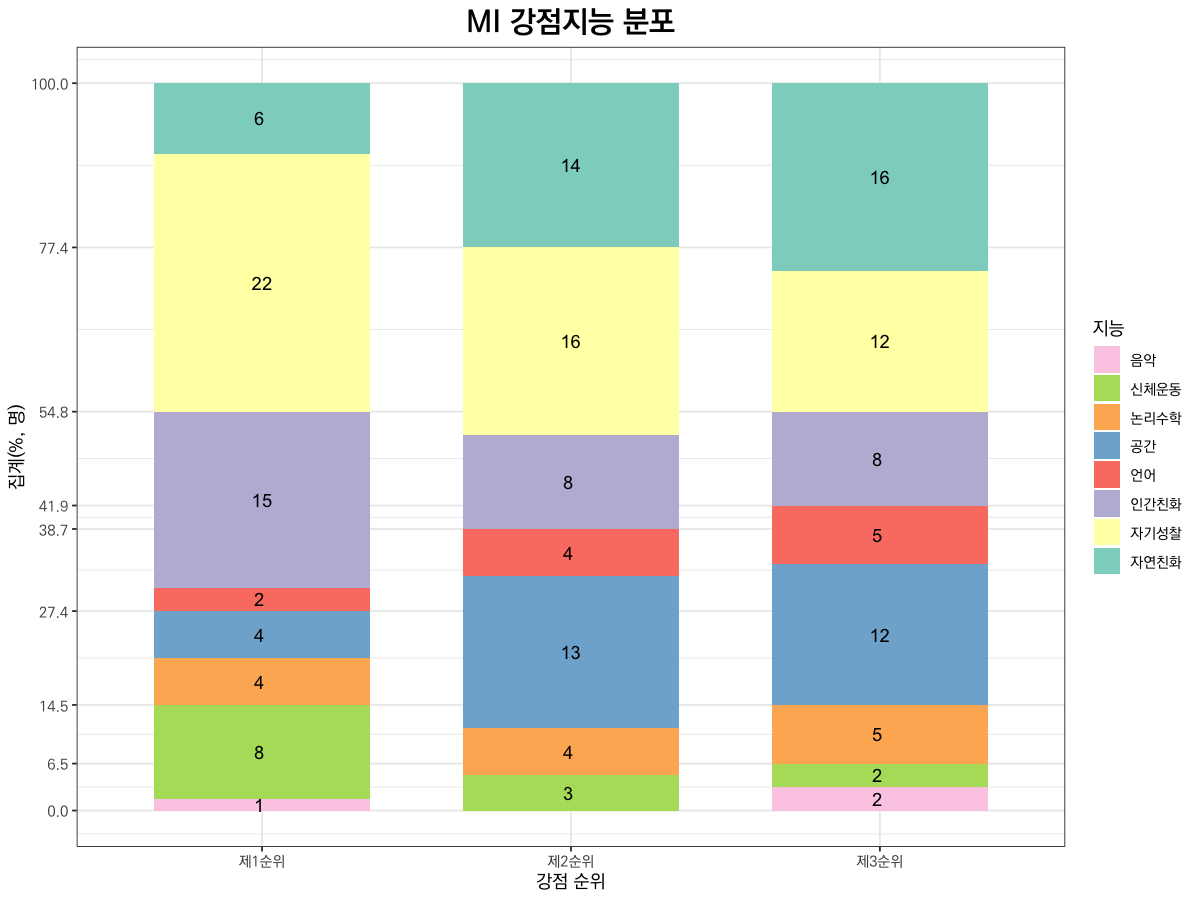 MI 강점지능 분포
집계(%, 명)
100.0
77.4
54.8
41.9
38.7
27.4
14.5
6.5
0.0
6
22
15
2
4
4
8
1
14
16
8
4
13
4
3
16
12
8
5
12
5
2
2
제1순위
제2순위
제3순위
강점 순위
지능
음악
신체운동
논리수학
공간
언어
인간친화
자기성찰
자연친화